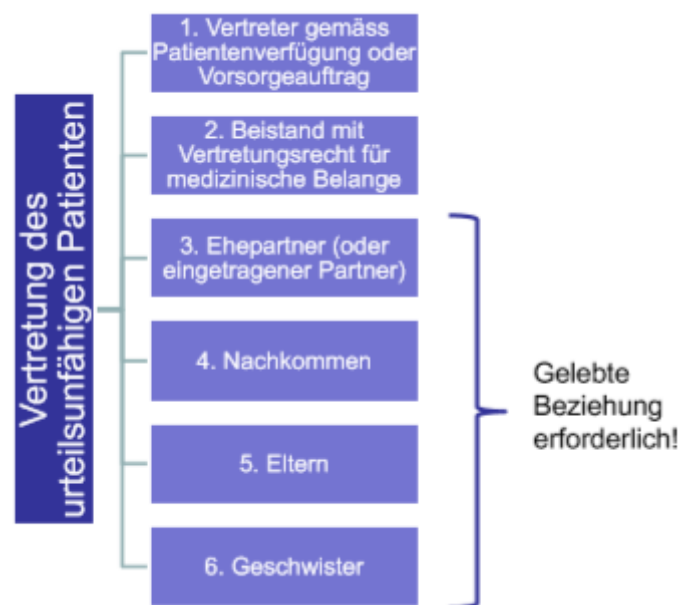 Vertretung des
urteilsunfähigen Patienten
1. Vertreter gemäss
Patientenverfügung oder
Vorsorgeauftrag
2. Beistand mit
Vertretungsrecht für
medizinische Belange
3. Ehepartner (oder
eingetragener Partner)
4. Nachkommen
5. Eltern
6. Geschwister
Gelebte
Beziehung
erforderlich!